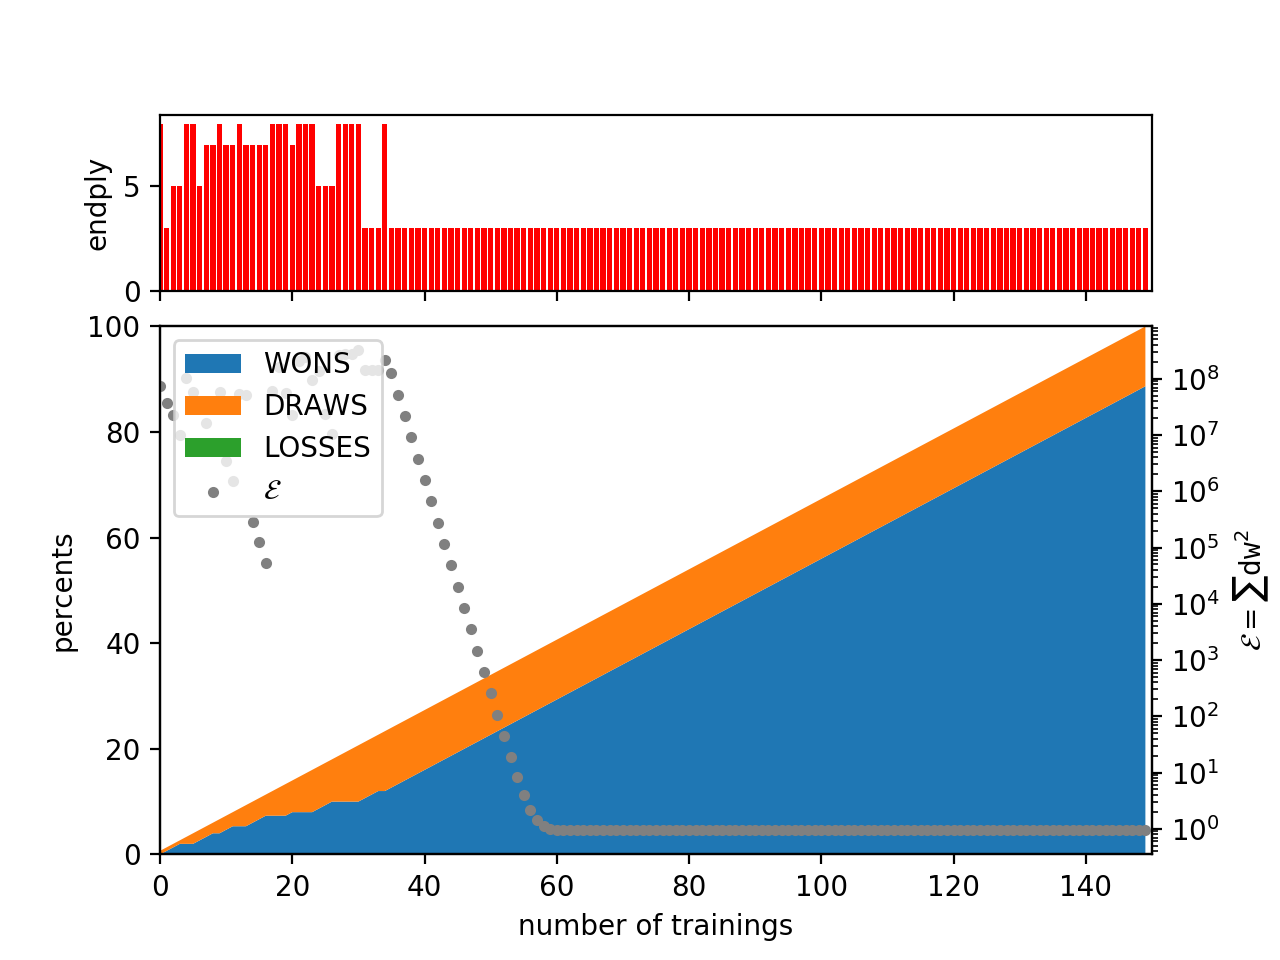 endply
5
0
100
80
60
40
20
0
percents
WONS
DRAWS
LOSSES
ℰ
10⁸
10⁷
10⁶
10⁵
10⁴
10³
10²
10¹
10⁰
ℰ = ∑ dw²
0 20 40 60 80 100 120 140
number of trainings